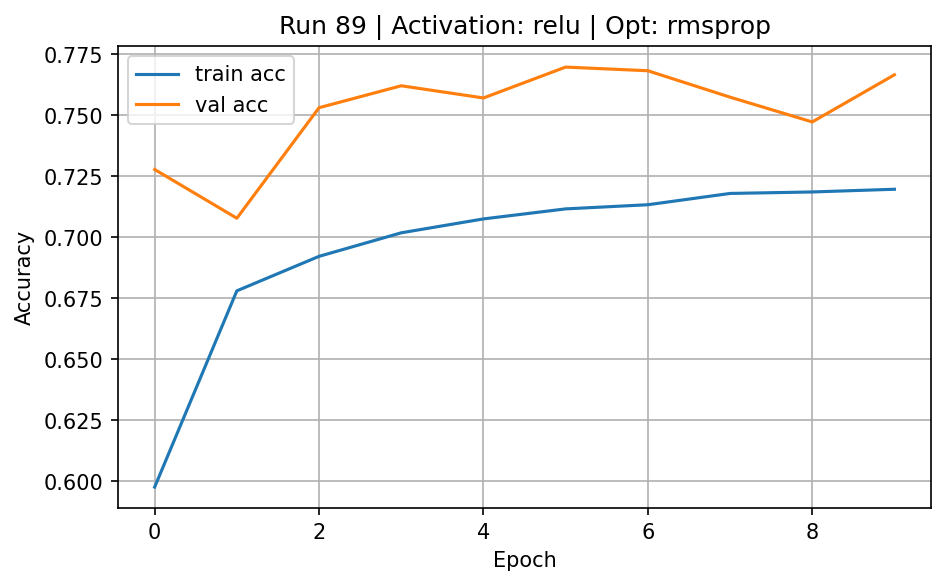 Run 89 | Activation: relu | Opt: rmsprop
train acc
val acc
0.775
0.750
0.725
0.700
0.675
0.650
0.625
0.600
Accuracy
0 2 4 6 8
Epoch